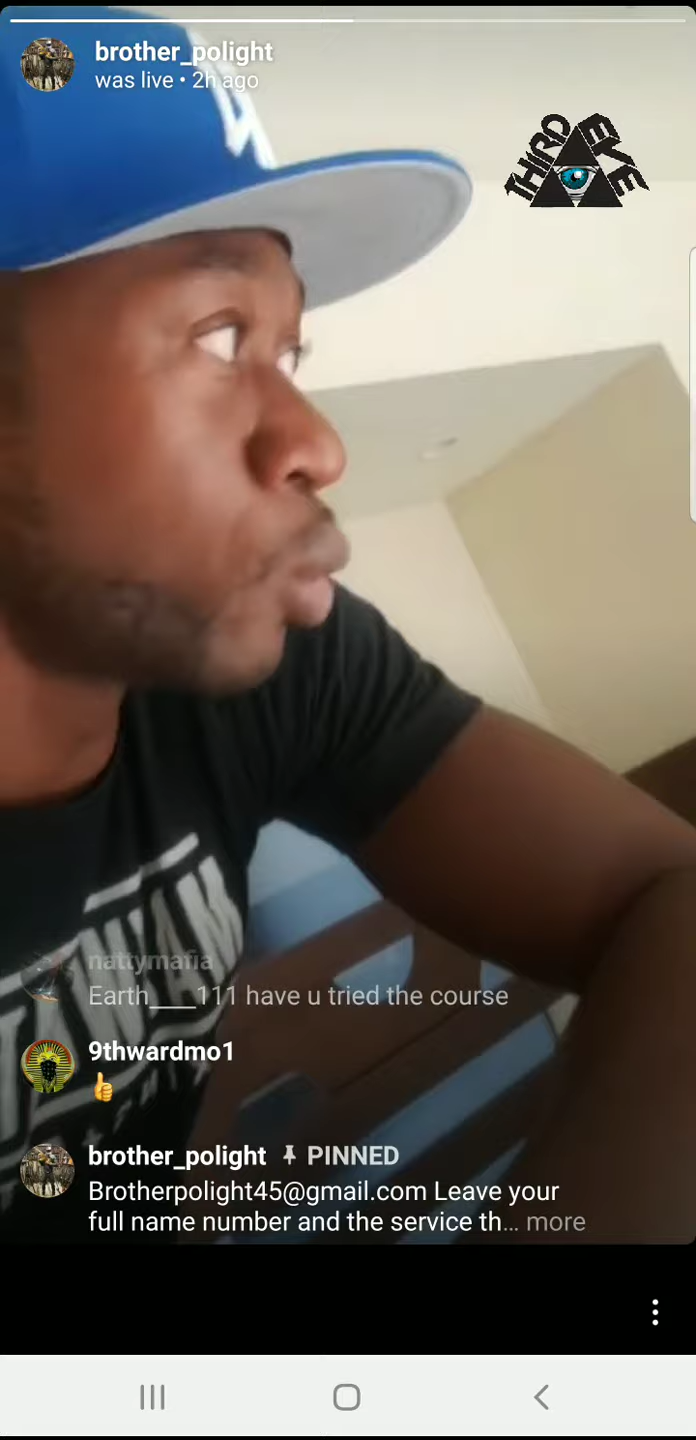 brother_polight
was live • 2h ago
THIRD EYE
nattymafia
Earth____111 have u tried the course
9thwardmo1
👍
brother_polight PINNED
Brotherpolight45@gmail.com Leave your
full name number and the service th... more